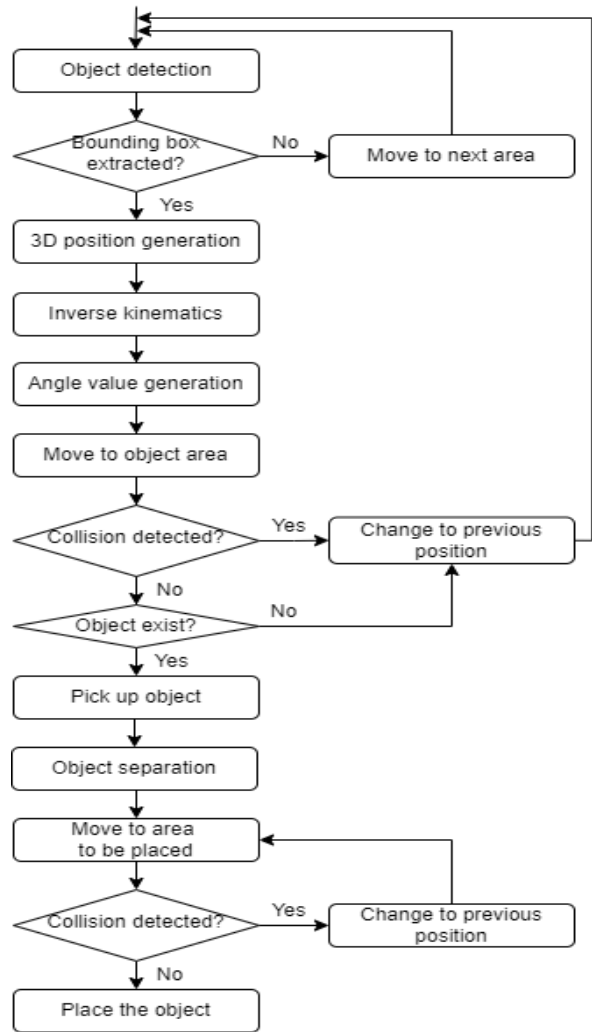 Object detection
Bounding box
extracted?
No
Move to next area
Yes
3D position generation
Inverse kinematics
Angle value generation
Move to object area
Collision detected?
Yes
Change to previous
position
No
Object exist?
No
Yes
Pick up object
Object separation
Move to area
to be placed
Collision detected?
Yes
Change to previous
position
No
Place the object